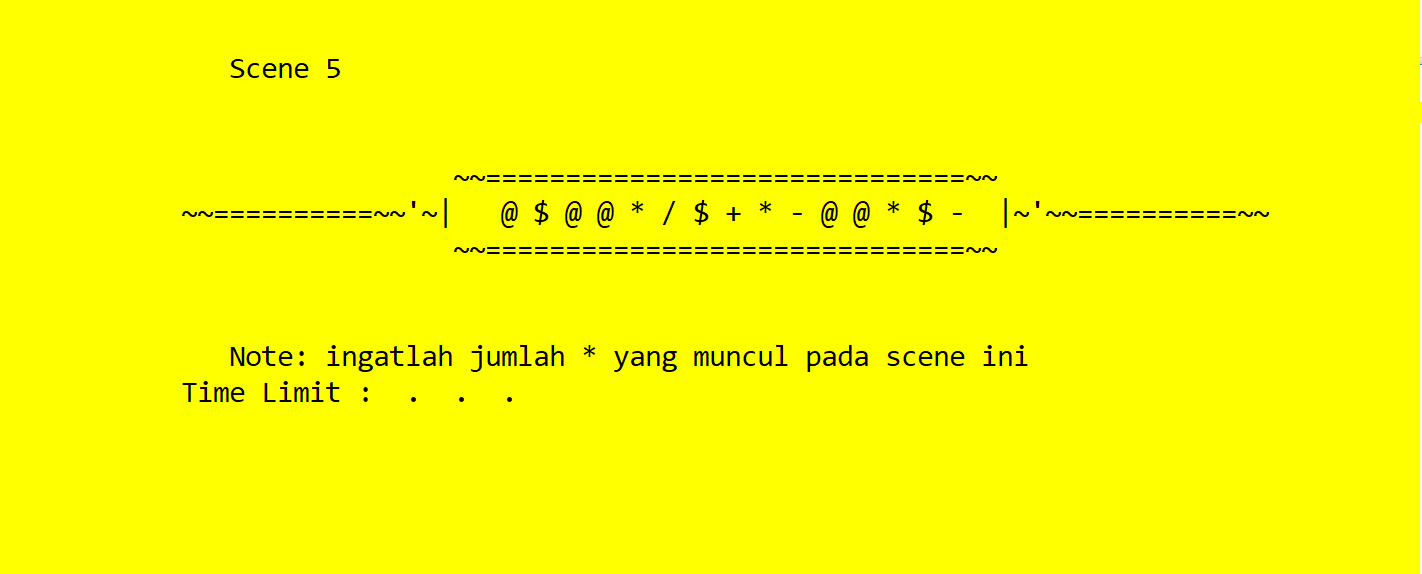 Scene 5
~~==============================~~
~~==========~~'~|   @ $ @ @ * / $ + * - @ @ * $ -  |~'~~==========~~
~~==============================~~
Note: ingatlah jumlah * yang muncul pada scene ini
Time Limit :  .  .  .